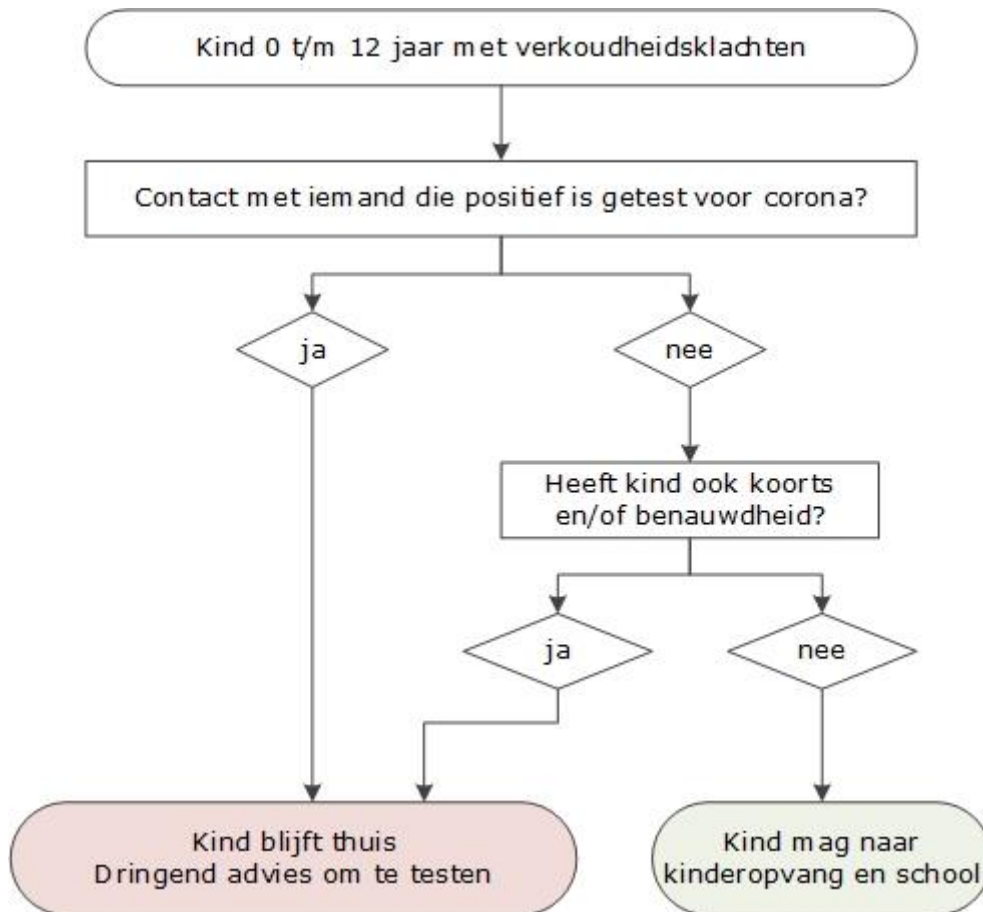 Kind 0 t/m 12 jaar met verkoudheidsklachten
Contact met iemand die positief is getest voor corona?
ja
nee
Heeft kind ook koorts
en/of benauwdheid?
ja
nee
Kind blijft thuis
Dringend advies om te testen
Kind mag naar
kinderopvang en school